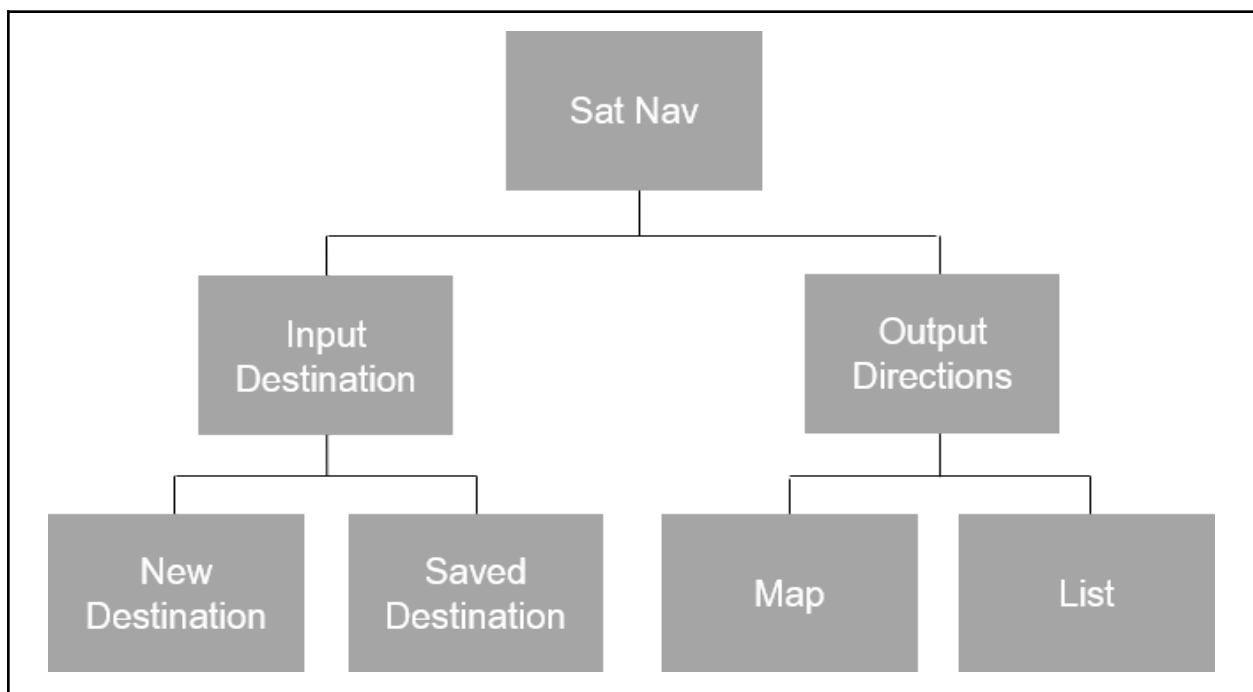 Sat Nav
Input
Destination
Output
Directions
New
Destination
Saved
Destination
Map
List